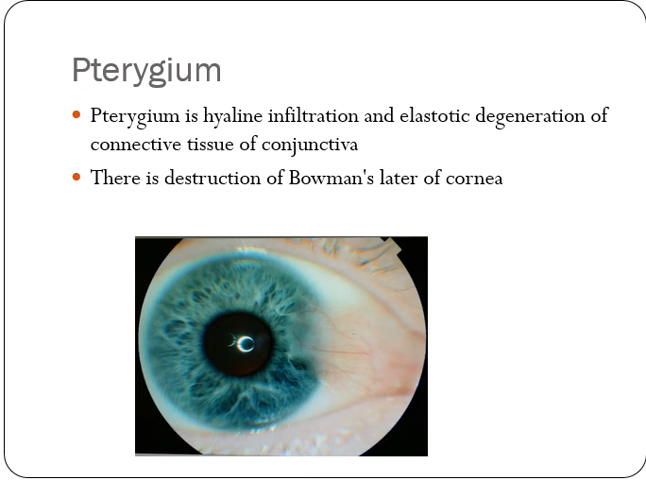 Pterygium
Pterygium is hyaline infiltration and elastotic degeneration of
connective tissue of conjunctiva
There is destruction of Bowman's later of cornea